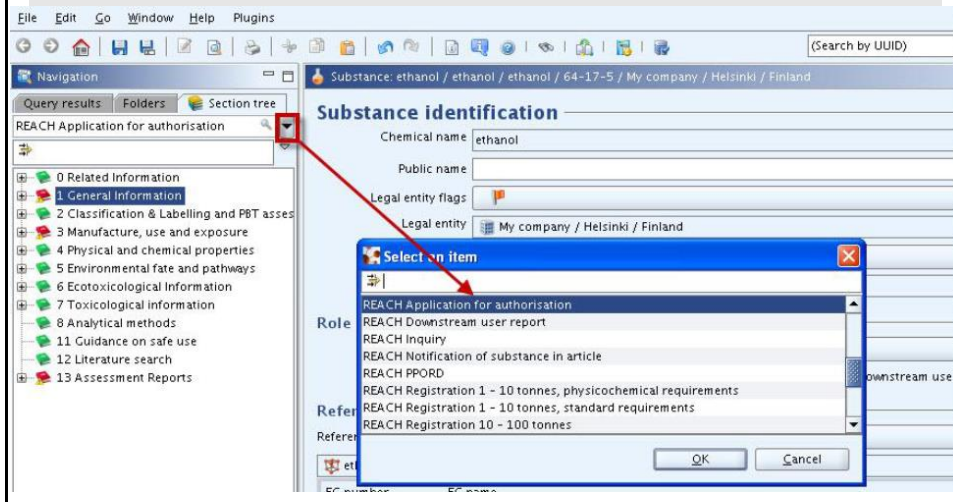 File Edit Go Window Help Plugins
(Search by UUID)
Navigation
Query results Folders Section tree
REACH Application for authorisation
0 Related Information
1 General Information
2 Classification & Labelling and PBT asses
3 Manufacture, use and exposure
4 Physical and chemical properties
5 Environmental fate and pathways
6 Ecotoxicological Information
7 Toxicological information
8 Analytical methods
11 Guidance on safe use
12 Literature search
13 Assessment Reports
Substance: ethanol / ethanol / ethanol / 64-17-5 / My company / Helsinki / Finland
Substance identification
Chemical name ethanol
Public name
Legal entity flags
Legal entity My company / Helsinki / Finland
Select an item
REACH Application for authorisation
REACH Downstream user report
REACH Inquiry
REACH Notification of substance in article
REACH PPORD
REACH Registration 1 - 10 tonnes, physicochemical requirements
REACH Registration 1 - 10 tonnes, standard requirements
REACH Registration 10 - 100 tonnes
OK Cancel
Role
ownstream use
Refer
Referen
et
EC number EC name